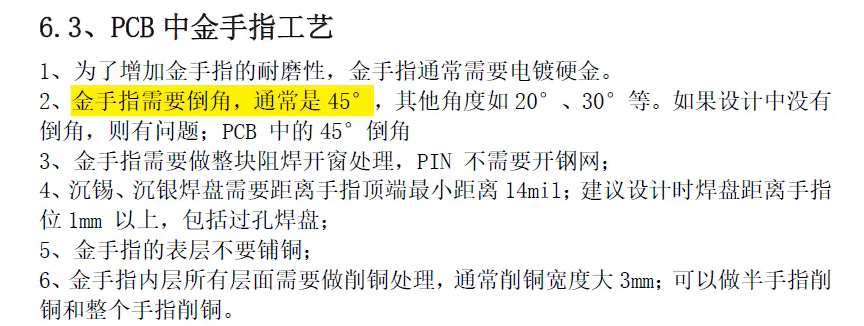 6.3、PCB 中金手指工艺
1、为了增加金手指的耐磨性，金手指通常需要电镀硬金。
2、金手指需要倒角，通常是 45°，其他角度如 20°、30°等。如果设计中没有
倒角，则有问题；PCB 中的 45°倒角
3、金手指需要做整块阻焊开窗处理，PIN 不需要开钢网；
4、沉锡、沉银焊盘需要距离手指顶端最小距离 14mil；建议设计时焊盘距离手指
位 1mm 以上，包括过孔焊盘；
5、金手指的表层不要铺铜；
6、金手指内层所有层面需要做削铜处理，通常削铜宽度大 3mm；可以做半手指削
铜和整个手指削铜。